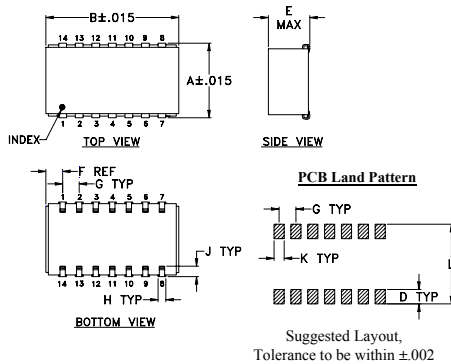 B±.015
14 13 12 11 10 9 8
A±.015
INDEX
1 2 3 4 5 6 7
TOP VIEW
E
MAX
SIDE VIEW
F REF
G TYP
1 2 3 4 5 6 7
J TYP
14 13 12 11 10 9 8
H TYP
BOTTOM VIEW
PCB Land Pattern
G TYP
K TYP
L
D TYP
Suggested Layout,
Tolerance to be within ±.002